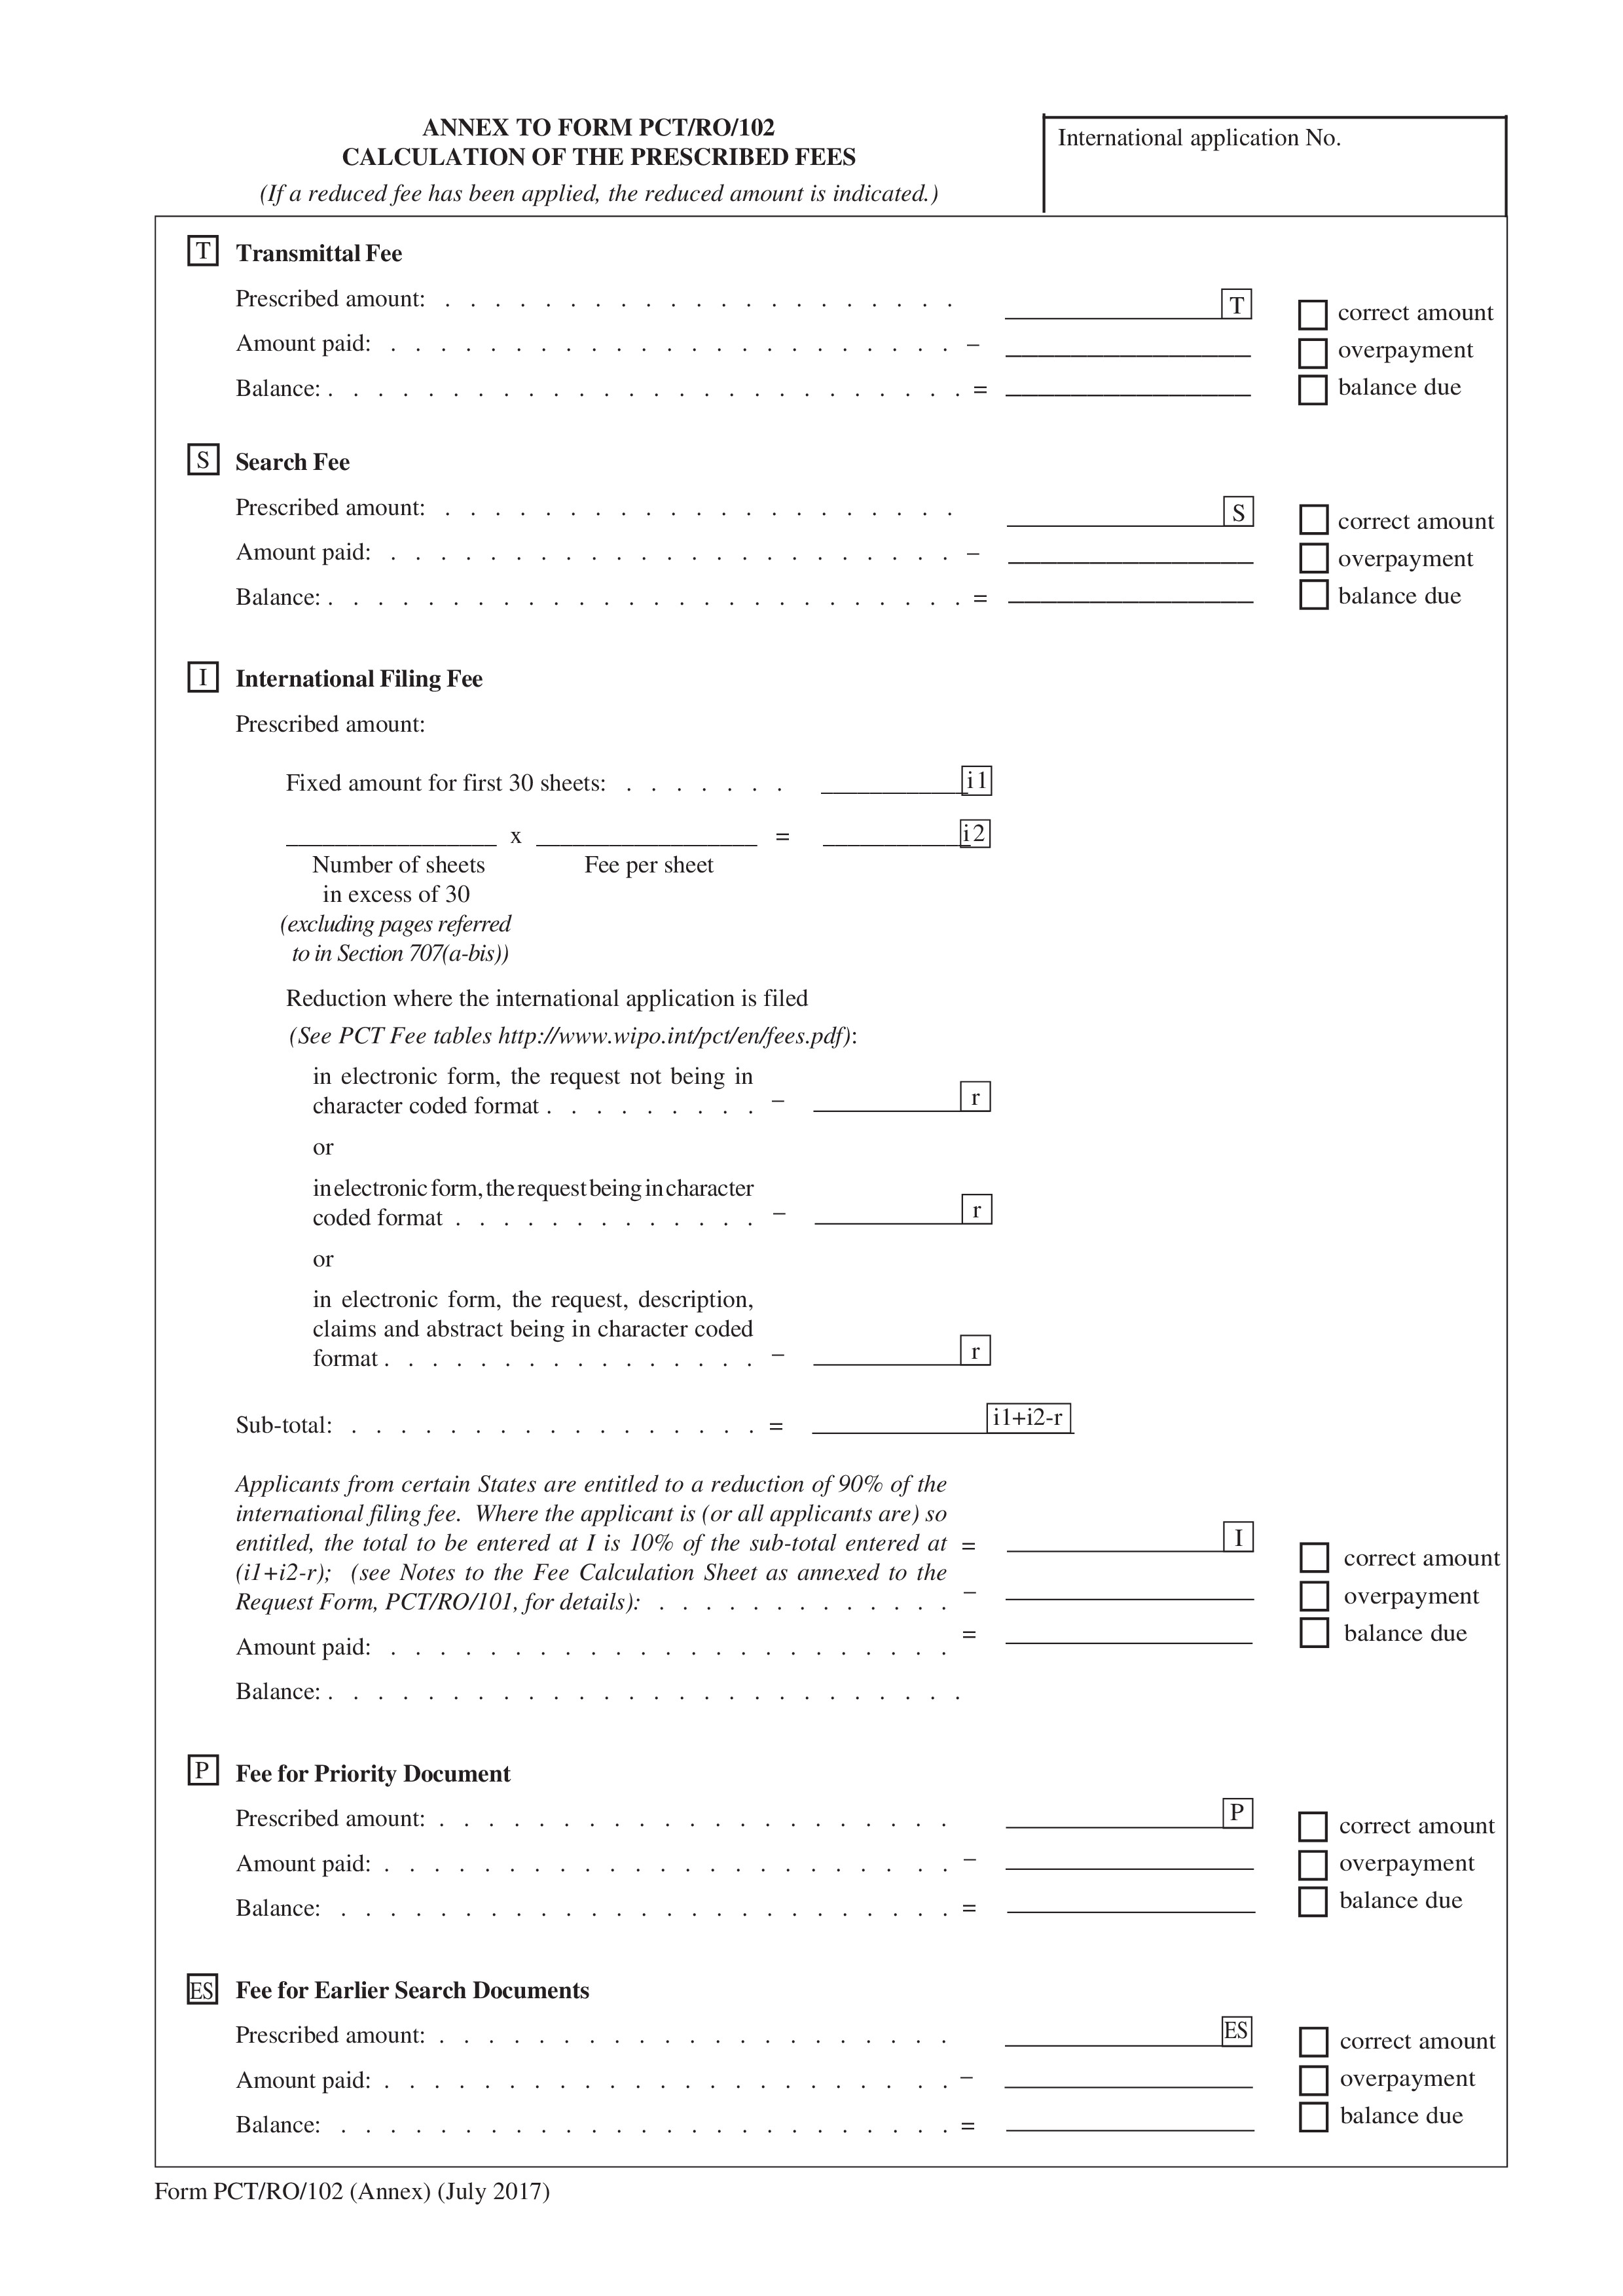 ANNEX TO FORM PCT/RO/102
CALCULATION OF THE PRESCRIBED FEES
(If a reduced fee has been applied, the reduced amount is indicated.)
International application No.
T Transmittal Fee
Prescribed amount: . . . . . . . . . . . . . . . . . . . . . T
Amount paid: . . . . . . . . . . . . . . . . . . . . . . . –
Balance: . . . . . . . . . . . . . . . . . . . . . . . . . . =
correct amount
overpayment
balance due
S Search Fee
Prescribed amount: . . . . . . . . . . . . . . . . . . . . . S
Amount paid: . . . . . . . . . . . . . . . . . . . . . . . –
Balance: . . . . . . . . . . . . . . . . . . . . . . . . . . =
correct amount
overpayment
balance due
I International Filing Fee
Prescribed amount:
Fixed amount for first 30 sheets: . . . . . . . i1
x = i2
Number of sheets Fee per sheet
in excess of 30
(excluding pages referred
to in Section 707(a-bis))
Reduction where the international application is filed
(See PCT Fee tables http://www.wipo.int/pct/en/fees.pdf):
in electronic form, the request not being in
character coded format . . . . . . . . . – r
or
in electronic form, the request being in character
coded format . . . . . . . . . . . . . – r
or
in electronic form, the request, description,
claims and abstract being in character coded
format . . . . . . . . . . . . . . . . – r
Sub-total: . . . . . . . . . . . . . . . . . = i1+i2-r
Applicants from certain States are entitled to a reduction of 90% of the
international filing fee. Where the applicant is (or all applicants are) so
entitled, the total to be entered at I is 10% of the sub-total entered at = I
(i1+i2-r); (see Notes to the Fee Calculation Sheet as annexed to the
Request Form, PCT/RO/101, for details): . . . . . . . . . . . . –
Amount paid: . . . . . . . . . . . . . . . . . . . . . . . =
Balance: . . . . . . . . . . . . . . . . . . . . . . . . . .
correct amount
overpayment
balance due
P Fee for Priority Document
Prescribed amount: . . . . . . . . . . . . . . . . . . . . . P
Amount paid: . . . . . . . . . . . . . . . . . . . . . . . –
Balance: . . . . . . . . . . . . . . . . . . . . . . . . . =
correct amount
overpayment
balance due
ES Fee for Earlier Search Documents
Prescribed amount: . . . . . . . . . . . . . . . . . . . . . ES
Amount paid: . . . . . . . . . . . . . . . . . . . . . . . –
Balance: . . . . . . . . . . . . . . . . . . . . . . . . . =
correct amount
overpayment
balance due
Form PCT/RO/102 (Annex) (July 2017)